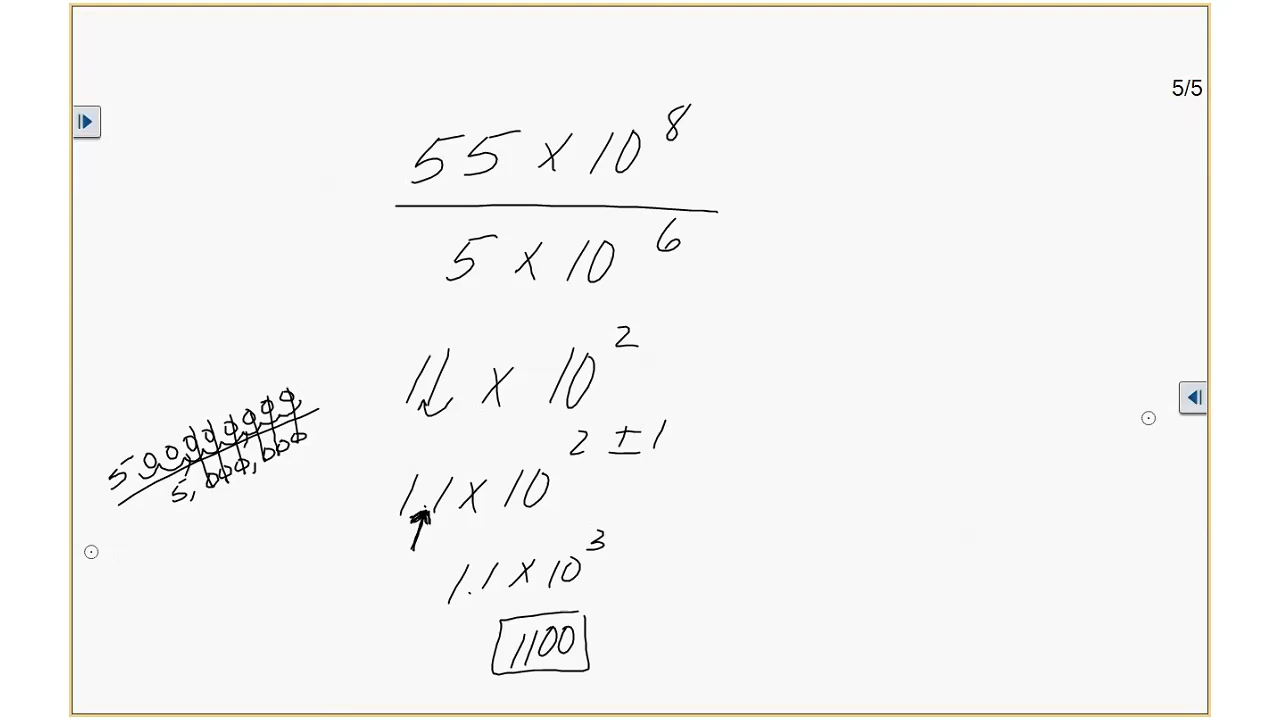 5/5
55 x 10^8
5 x 10^6
11 x 10^2
1.1 x 10^2 ± 1
1.1 x 10^3
1100
5,000,000